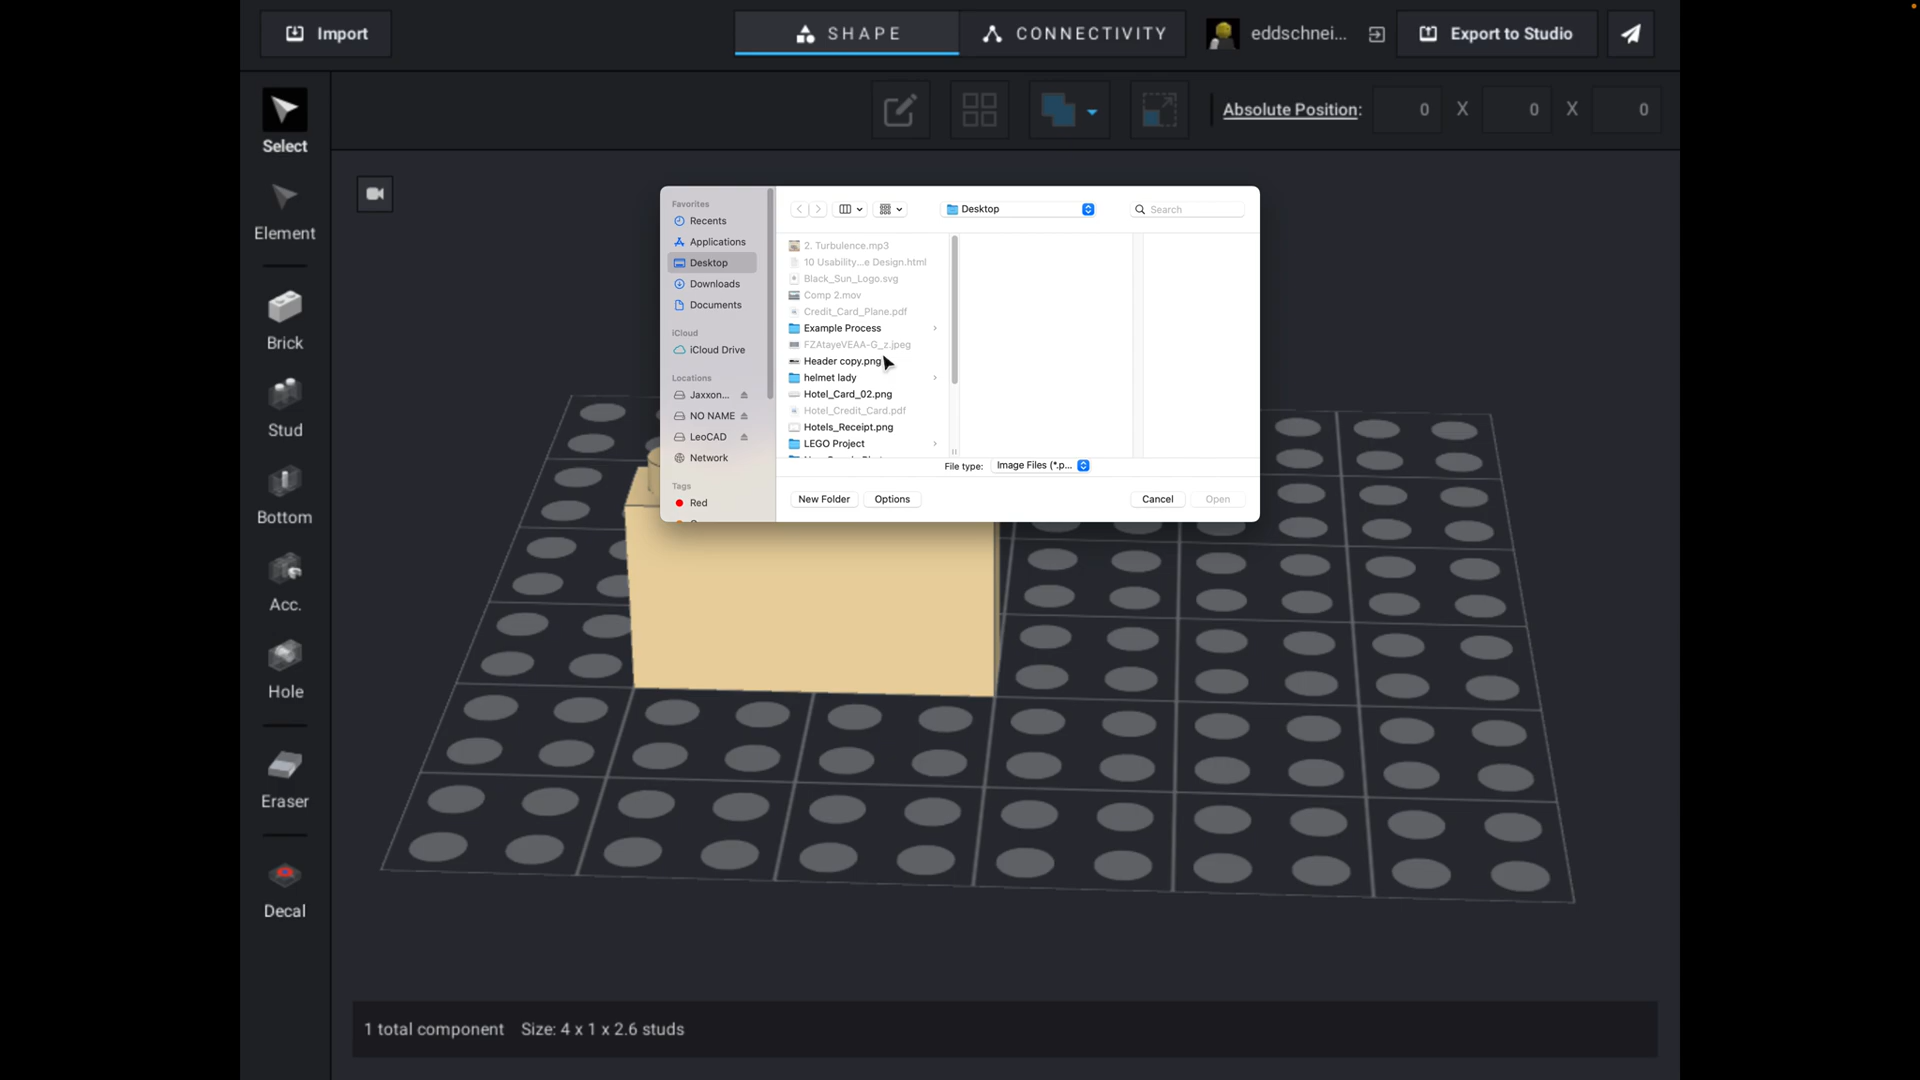 Import
SHAPE
CONNECTIVITY
eddschnei...
Export to Studio
Absolute Position:
0 X 0 X 0
Select
Element
Brick
Stud
Bottom
Acc.
Hole
Eraser
Decal
Favorites
Recents
Applications
Desktop
Downloads
Documents
iCloud
iCloud Drive
Locations
Jaxxon...
NO NAME
LeoCAD
Network
Tags
Red
Desktop
Search
2. Turbulence.mp3
10 Usability...e Design.html
Black_Sun_Logo.svg
Comp 2.mov
Credit_Card_Plane.pdf
Example Process
FZAtayeVEAA-G_z.jpeg
Header copy.png
helmet lady
Hotel_Card_02.png
Hotel_Credit_Card.pdf
Hotels_Receipt.png
LEGO Project
File type: Image Files (*.p...
New Folder
Options
Cancel
Open
1 total component Size: 4 x 1 x 2.6 studs